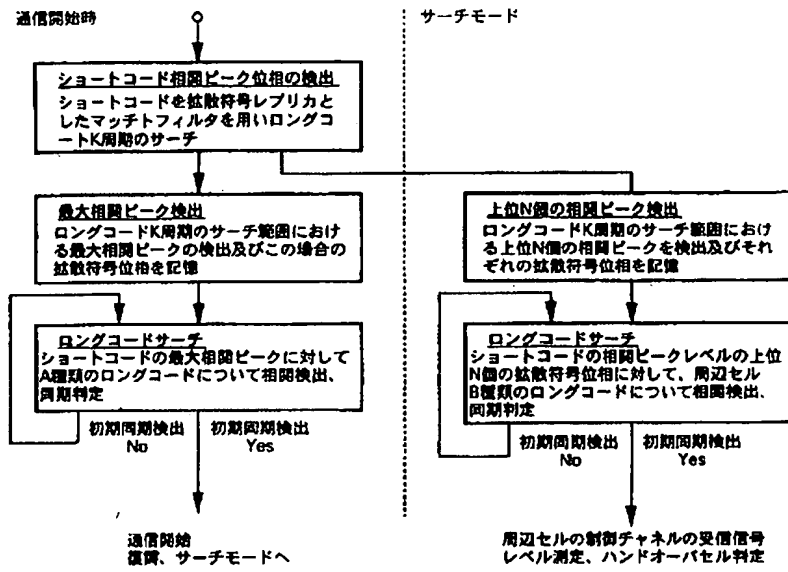 通信開始時
サーチモード
ショートコード相関ピーク位相の検出
ショートコードを拡散符号レプリカと
したマッチトフィルタを用いロングコ
ートK周期のサーチ
最大相関ピーク検出
ロングコードK周期のサーチ範囲におけ
る最大相関ピークの検出及びこの場合の
拡散符号位相を記憶
上位N個の相関ピーク検出
ロングコードK周期のサーチ範囲におけ
る上位N個の相関ピークを検出及びそれ
ぞれの拡散符号位相を記憶
ロングコードサーチ
ショートコードの最大相関ピークに対して
A種類のロングコードについて相関検出、
同期判定
ロングコードサーチ
ショートコードの相関ピークレベルの上位
N個の拡散符号位相に対して、周辺セル
B種類のロングコードについて相関検出、
同期判定
初期同期検出
No
初期同期検出
Yes
初期同期検出
No
初期同期検出
Yes
通信開始
復調、サーチモードへ
周辺セルの制御チャネルの受信信号
レベル測定、ハンドオーバセル判定